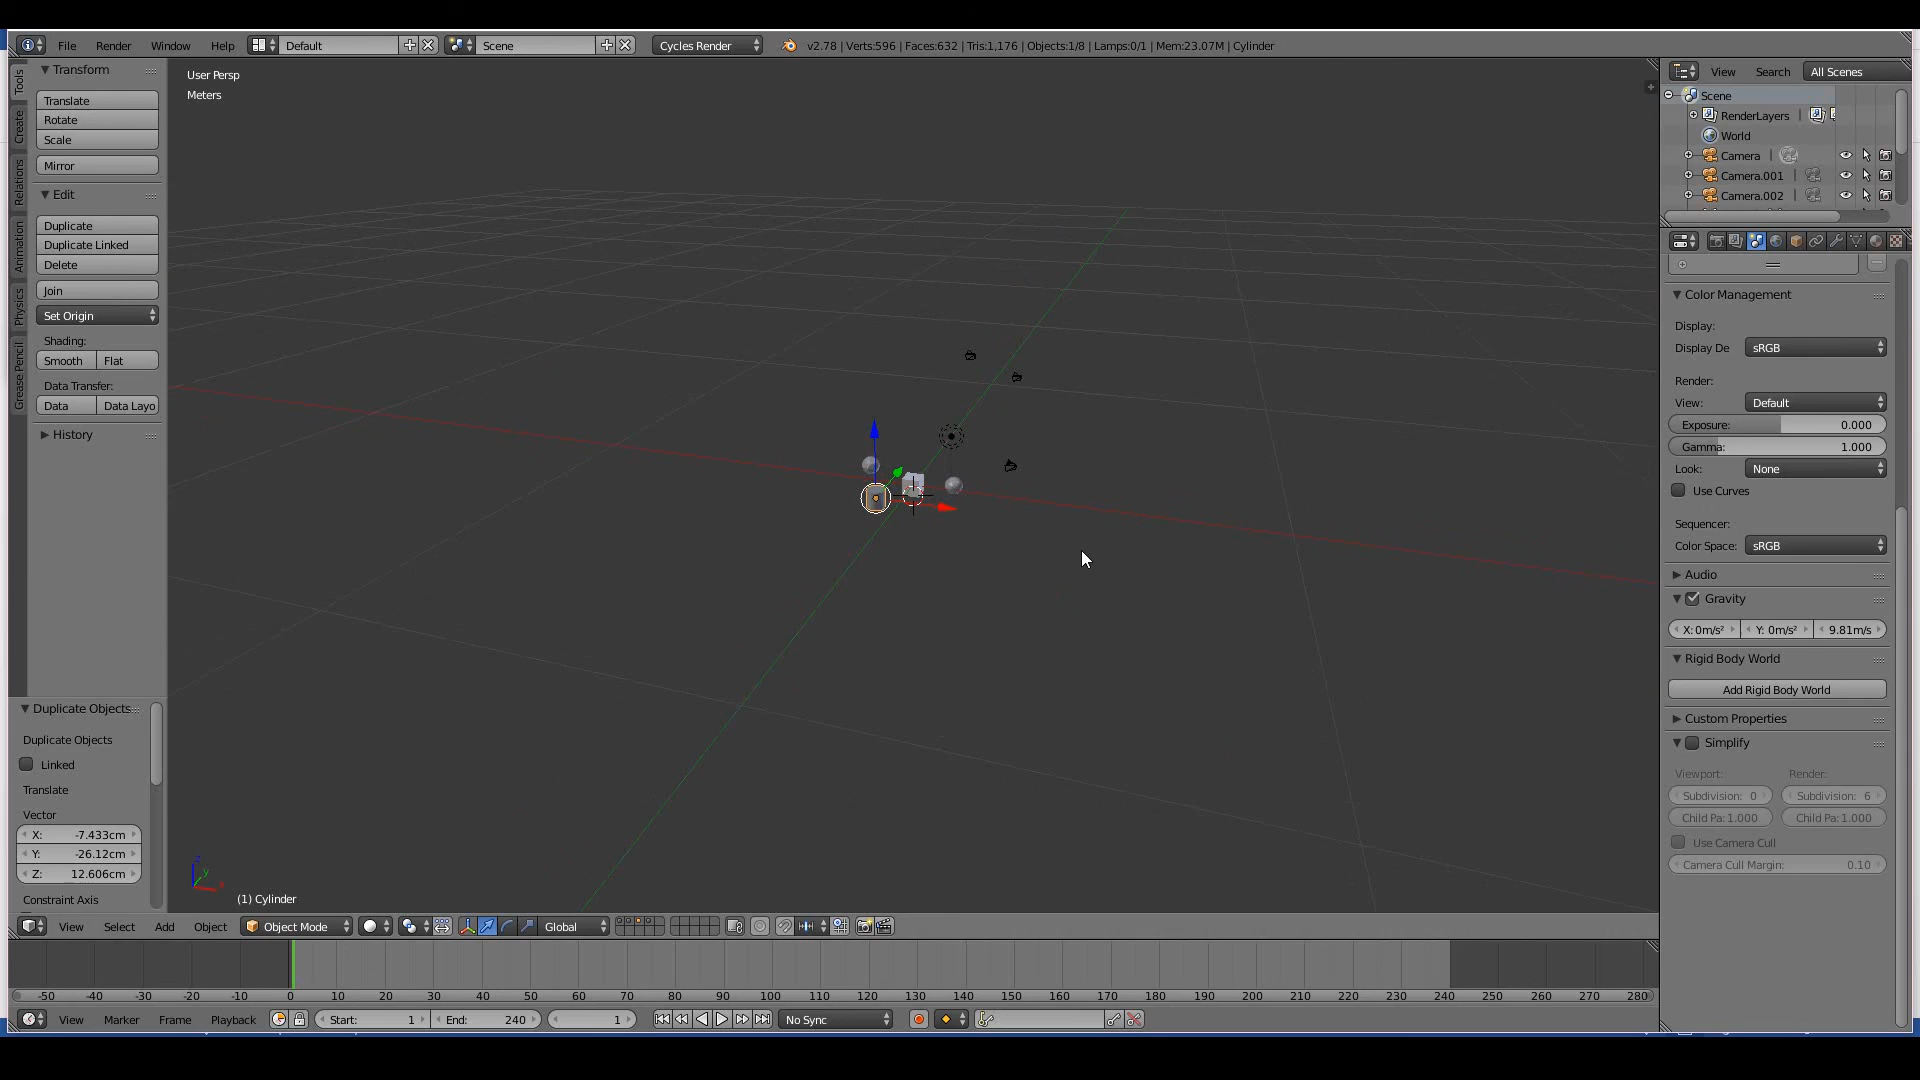 File Render Window Help Default Scene Cycles Render v2.78 | Verts:596 | Faces:632 | Tris:1,176 | Objects:1/8 | Lamps:0/1 | Mem:23.07M | Cylinder
Tools
Create
Relations
Animation
Physics
Grease Pencil
Transform
Translate
Rotate
Scale
Mirror
Edit
Duplicate
Duplicate Linked
Delete
Join
Set Origin
Shading:
Smooth Flat
Data Transfer:
Data Data Layo
History
Duplicate Objects
Duplicate Objects
Linked
Translate
Vector
X: -7.433cm
Y: -26.12cm
Z: 12.606cm
Constraint Axis
User Persp
Meters
(1) Cylinder
View Select Add Object Object Mode Global
-50 -40 -30 -20 -10 0 10 20 30 40 50 60 70 80 90 100 110 120 130 140 150 160 170 180 190 200 210 220 230 240 250 260 270 280
View Marker Frame Playback Start: 1 End: 240 1 No Sync
View Search All Scenes
Scene
RenderLayers |
World
Camera |
Camera.001 |
Camera.002 |
Color Management
Display:
Display De sRGB
Render:
View: Default
Exposure: 0.000
Gamma: 1.000
Look: None
Use Curves
Sequencer:
Color Space: sRGB
Audio
Gravity
X: 0m/s² Y: 0m/s² 9.81m/s
Rigid Body World
Add Rigid Body World
Custom Properties
Simplify
Viewport: Render:
Subdivision: 0 Subdivision: 6
Child Pa: 1.000 Child Pa: 1.000
Use Camera Cull
Camera Cull Margin: 0.10